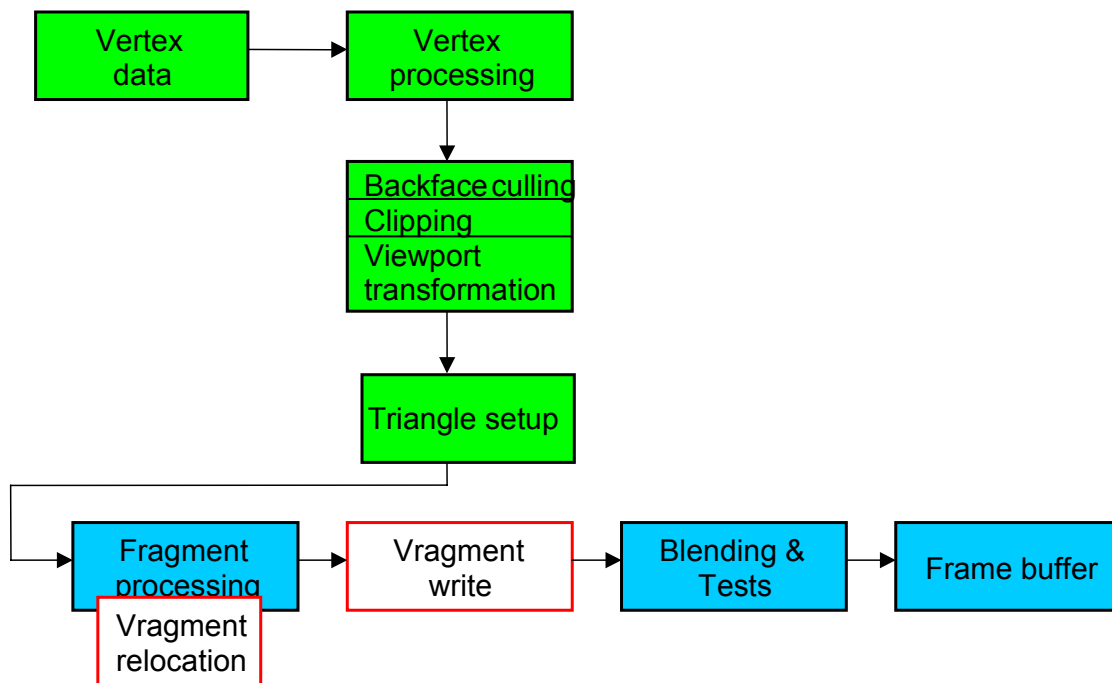 Vertex
data
Vertex
processing
Backface culling
Clipping
Viewport
transformation
Triangle setup
Fragment
processing
Vragment
relocation
Vragment
write
Blending &
Tests
Frame buffer